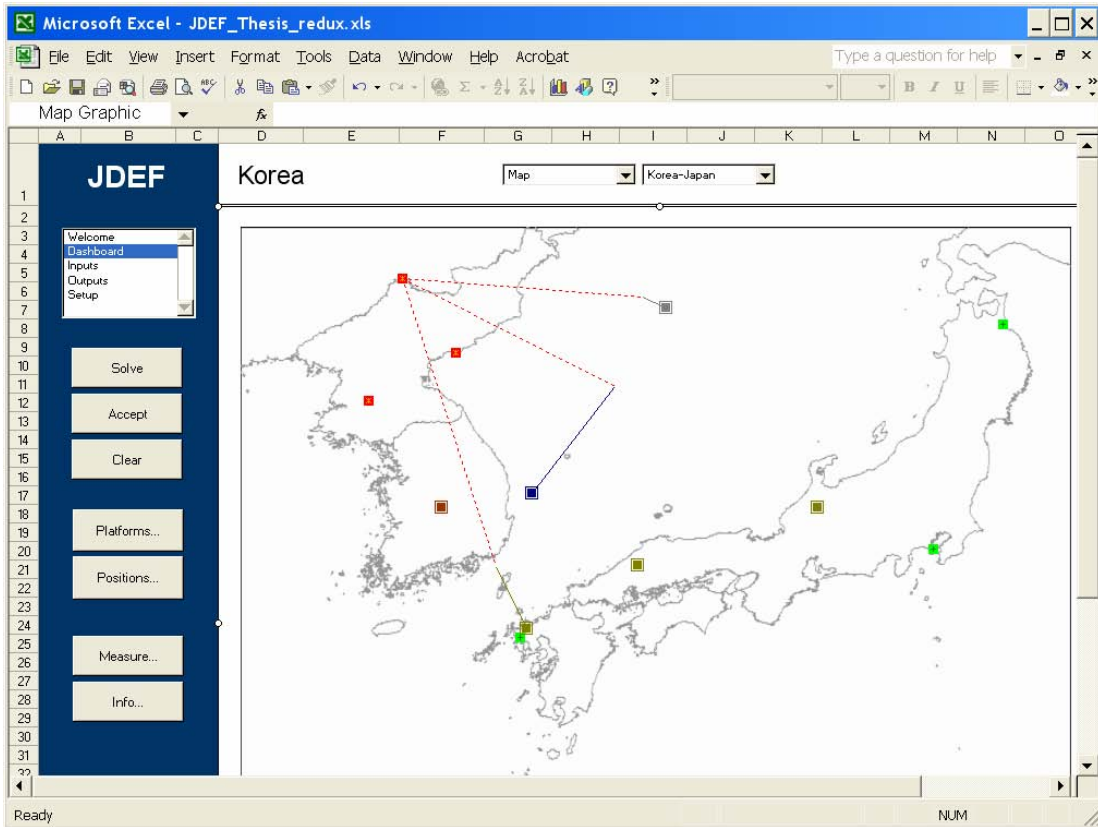 Microsoft Excel - JDEF_Thesis_redux.xls
File Edit View Insert Format Tools Data Window Help Acrobat Type a question for help
B I U
Map Graphic fx
A B C D E F G H I J K L M N O
JDEF Korea Map Korea-Japan
1
2
3 Welcome
4 Dashboard
5 Inputs
6 Outputs
7 Setup
8
9
10 Solve
11
12 Accept
13
14
15 Clear
16
17
18
19 Platforms...
20
21 Positions...
22
23
24
25 Measure...
26
27
28 Info...
29
30
31
32
Ready NUM